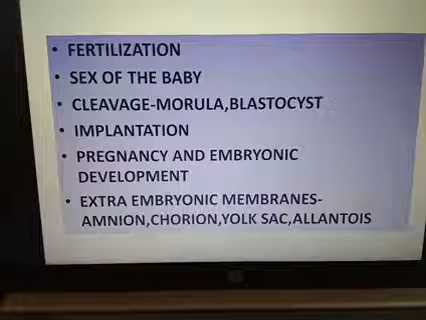 • FERTILIZATION
• SEX OF THE BABY
• CLEAVAGE-MORULA,BLASTOCYST
• IMPLANTATION
• PREGNANCY AND EMBRYONIC
DEVELOPMENT
• EXTRA EMBRYONIC MEMBRANES-
AMNION,CHORION,YOLK SAC,ALLANTOIS